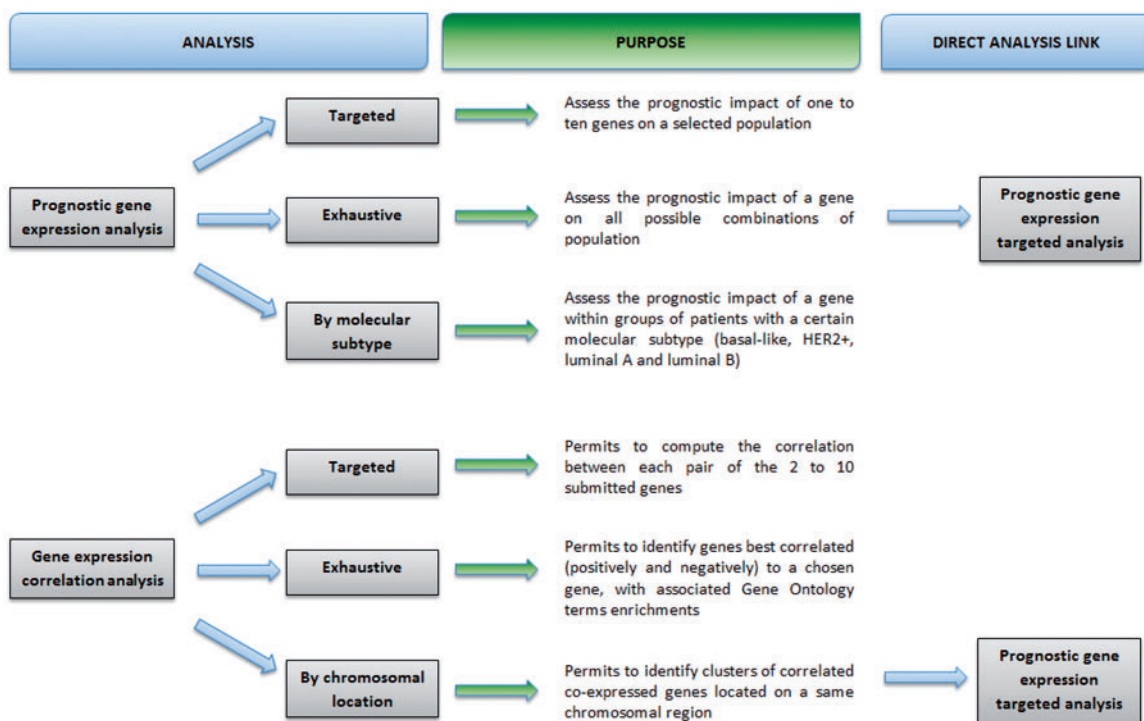 ANALYSIS
PURPOSE
DIRECT ANALYSIS LINK
Prognostic gene
expression analysis
Targeted
Assess the prognostic impact of one to
ten genes on a selected population
Exhaustive
Assess the prognostic impact of a gene
on all possible combinations of
population
Prognostic gene
expression
targeted analysis
By molecular
subtype
Assess the prognostic impact of a gene
within groups of patients with a certain
molecular subtype (basal-like, HER2+,
luminal A and luminal B)
Gene expression
correlation analysis
Targeted
Permits to compute the correlation
between each pair of the 2 to 10
submitted genes
Exhaustive
Permits to identify genes best correlated
(positively and negatively) to a chosen
gene, with associated Gene Ontology
terms enrichments
By chromosomal
location
Permits to identify clusters of correlated
co-expressed genes located on a same
chromosomal region
Prognostic gene
expression
targeted analysis